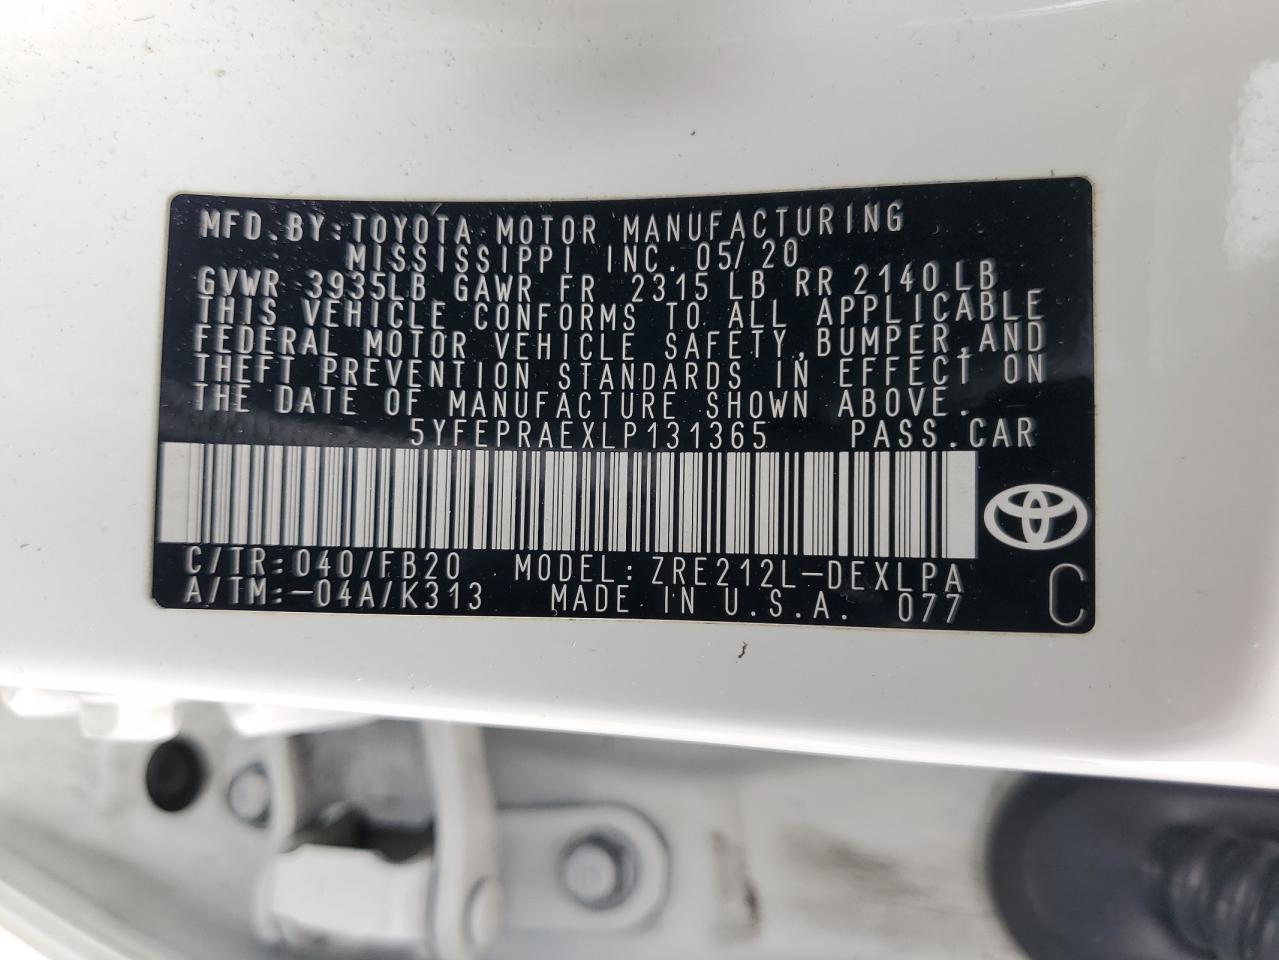 MFD.BY:TOYOTA MOTOR MANUFACTURING
MISSISSIPPI INC. 05/20
GVWR 3935LB GAWR FR 2315 LB RR 2140LB
THIS VEHICLE CONFORMS TO ALL APPLICABLE
FEDERAL MOTOR VEHICLE SAFETY,BUMPER,AND
THEFT PREVENTION STANDARDS IN EFFECT ON
THE DATE OF MANUFACTURE SHOWN ABOVE.
5YFEPRAEXLP131365 PASS.CAR
C/TR:040/FB20 MODEL:ZRE212L-DEXLPA
A/TM:-04A/K313 MADE IN U.S.A. 077 C